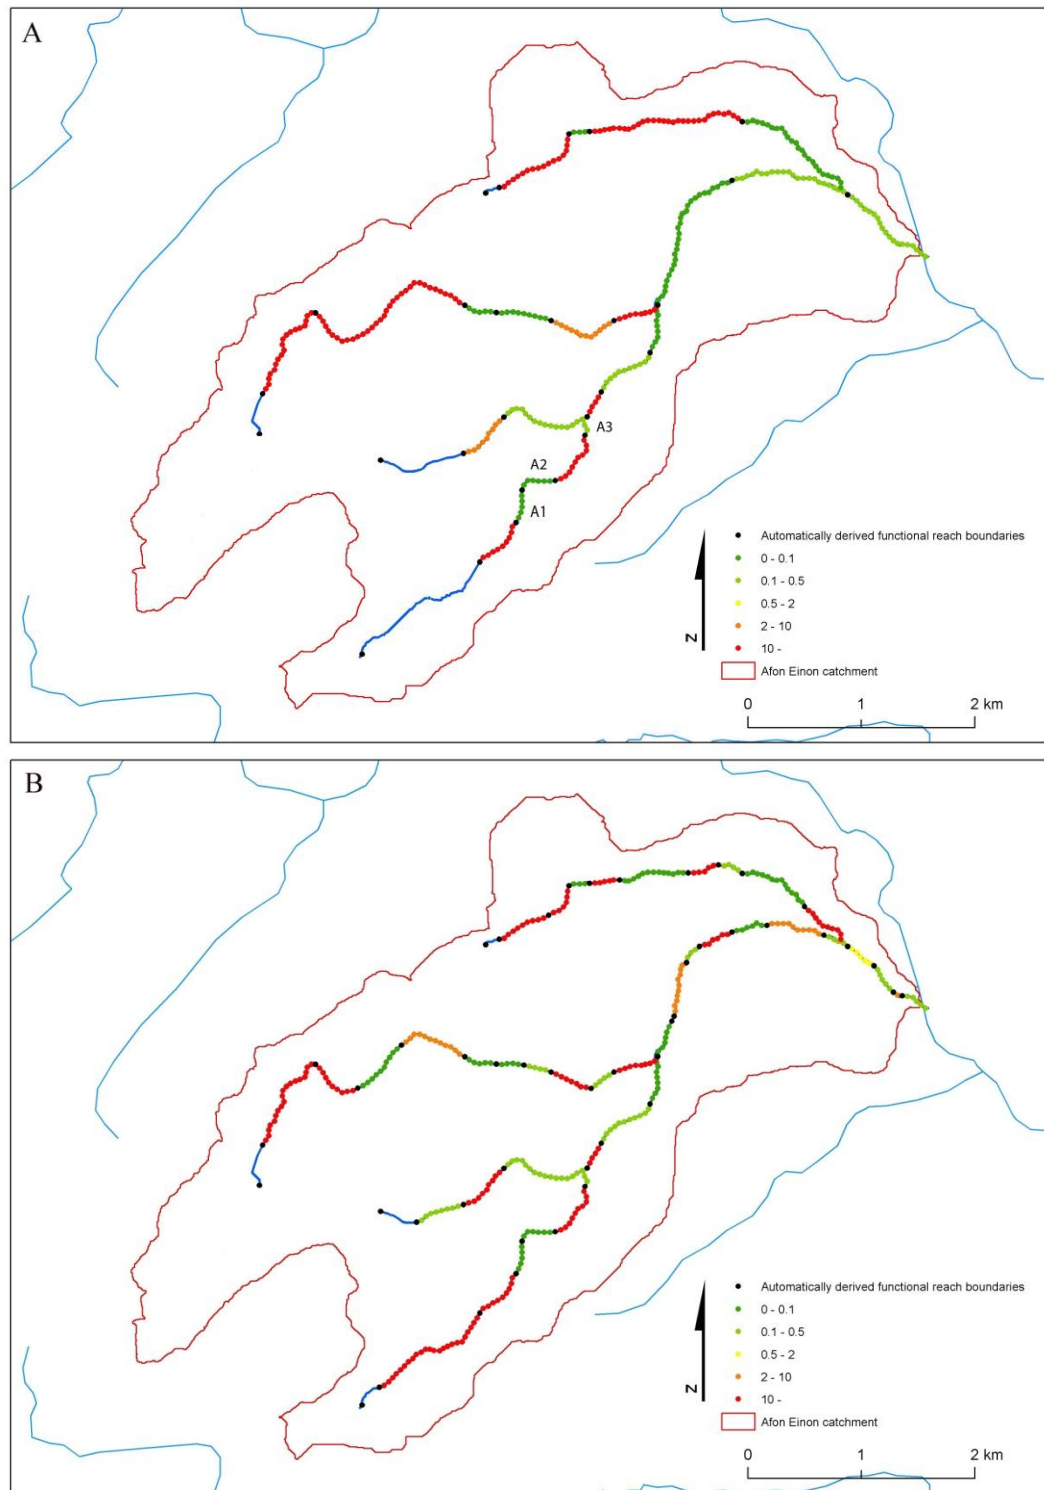 A
A3
A2
A1
Automatically derived functional reach boundaries
0 - 0.1
0.1 - 0.5
0.5 - 2
2 - 10
10 -
Afon Einon catchment
N
0 1 2 km
B
Automatically derived functional reach boundaries
0 - 0.1
0.1 - 0.5
0.5 - 2
2 - 10
10 -
Afon Einon catchment
N
0 1 2 km